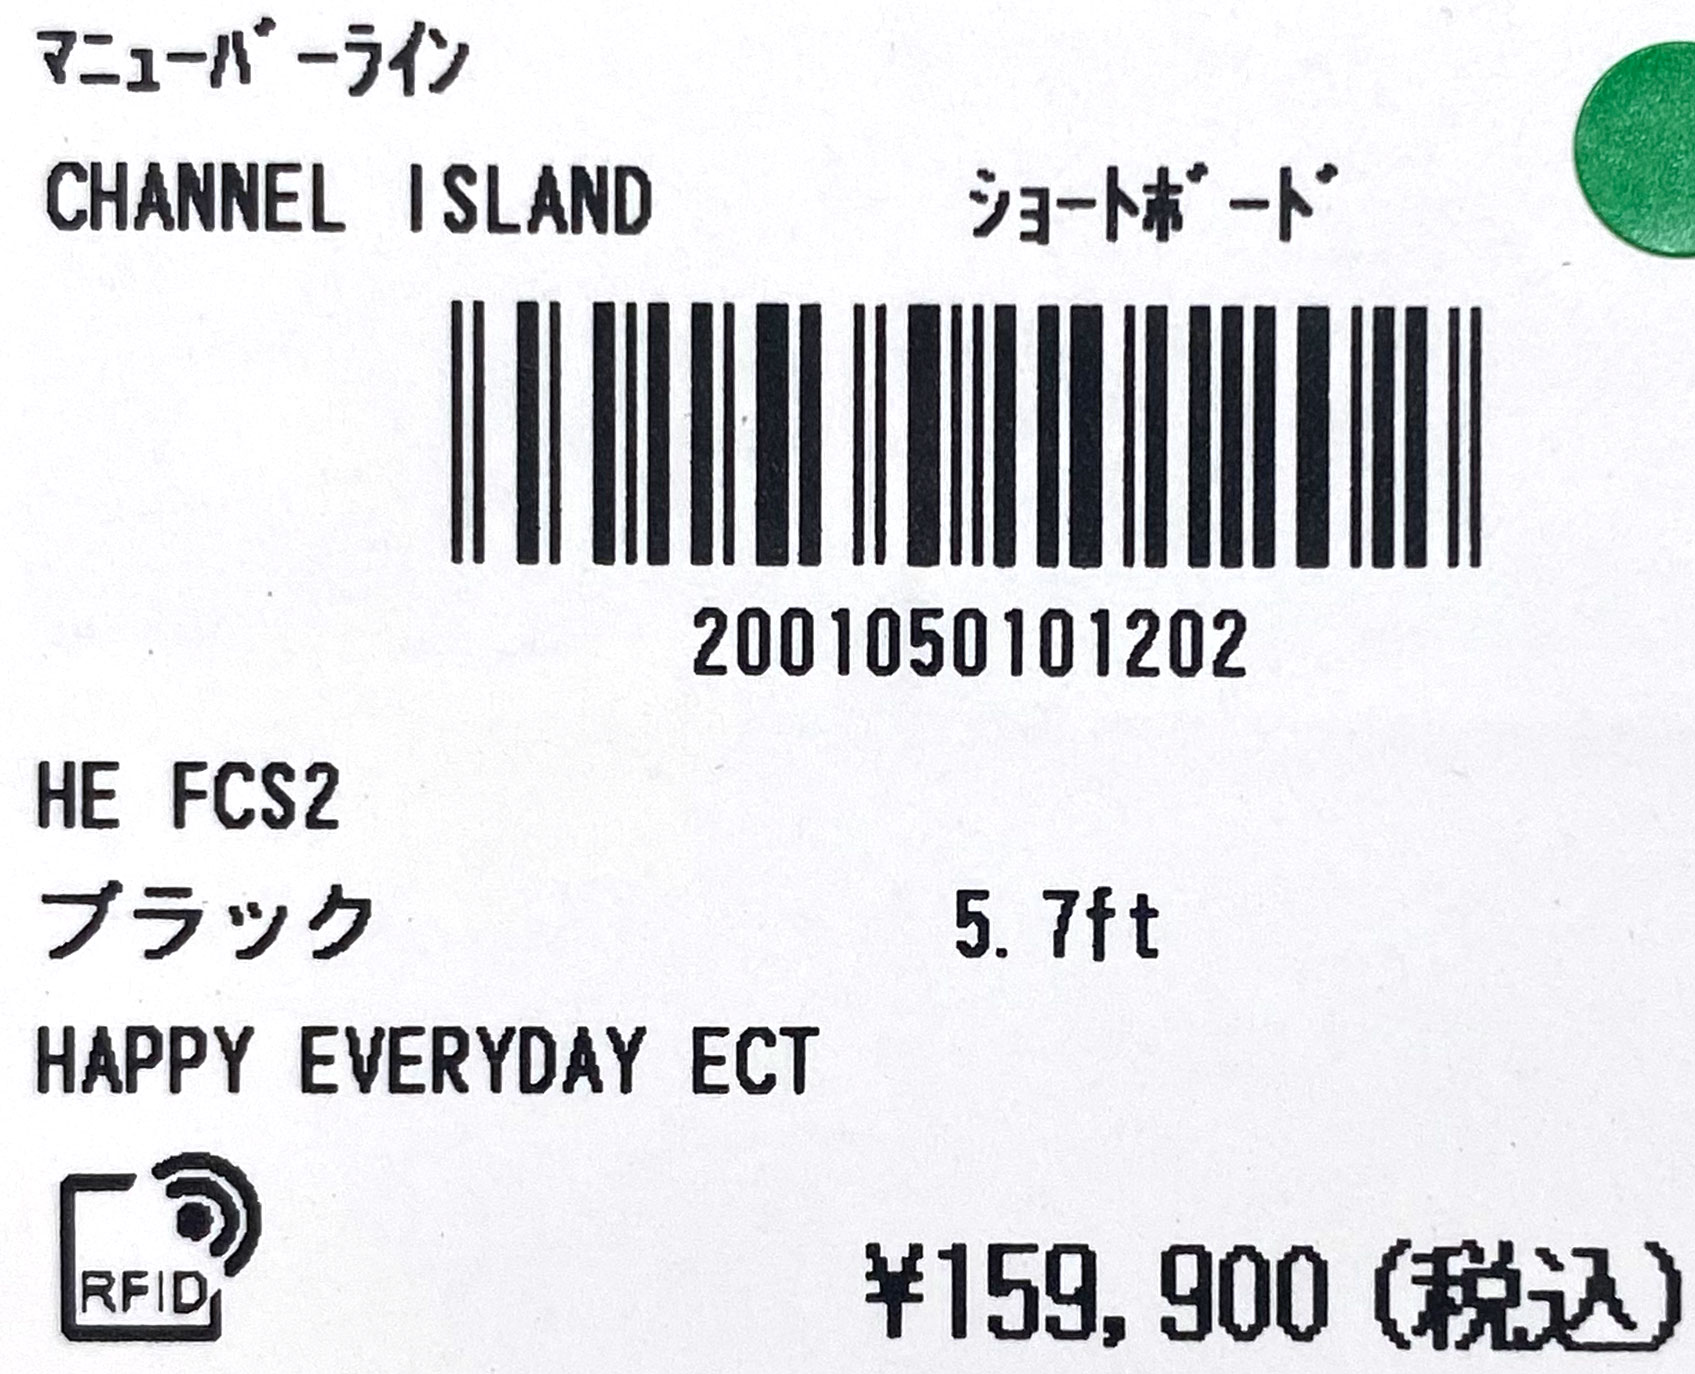 ﾏﾆｭｰﾊﾞｰﾗｲﾝ
CHANNEL ISLAND ｼｮｰﾄﾎﾞｰﾄﾞ
2001050101202
HE FCS2
ブラック 5.7ft
HAPPY EVERYDAY ECT
RFID
¥159,900(税込)